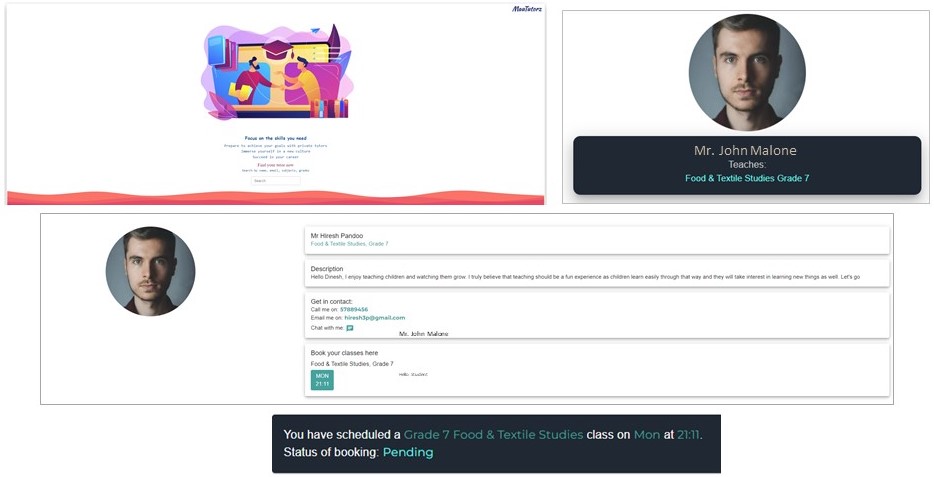 MauTutorz
Focus on the skills you need
Prepare to achieve your goals with private tutors
Immerse yourself in a new culture
Succeed in your career
Find your tutor now
Search by name, email, subjects, grades
Search
Mr. John Malone
Teaches:
Food & Textile Studies Grade 7
Mr Hiresh Pandoo
Food & Textile Studies, Grade 7
Description
Hello Dinesh, I enjoy teaching children and watching them grow. I truly believe that teaching should be a fun experience as children learn easily through that way and they will take interest in learning new things as well. Let's go.
Get in contact:
Call me on: 57889456
Email me on: hiresh3p@gmail.com
Chat with me:
Mr. John Malone
Book your classes here
Food & Textile Studies, Grade 7
MON
21:11
Hello Student!
You have scheduled a Grade 7 Food & Textile Studies class on Mon at 21:11.
Status of booking: Pending